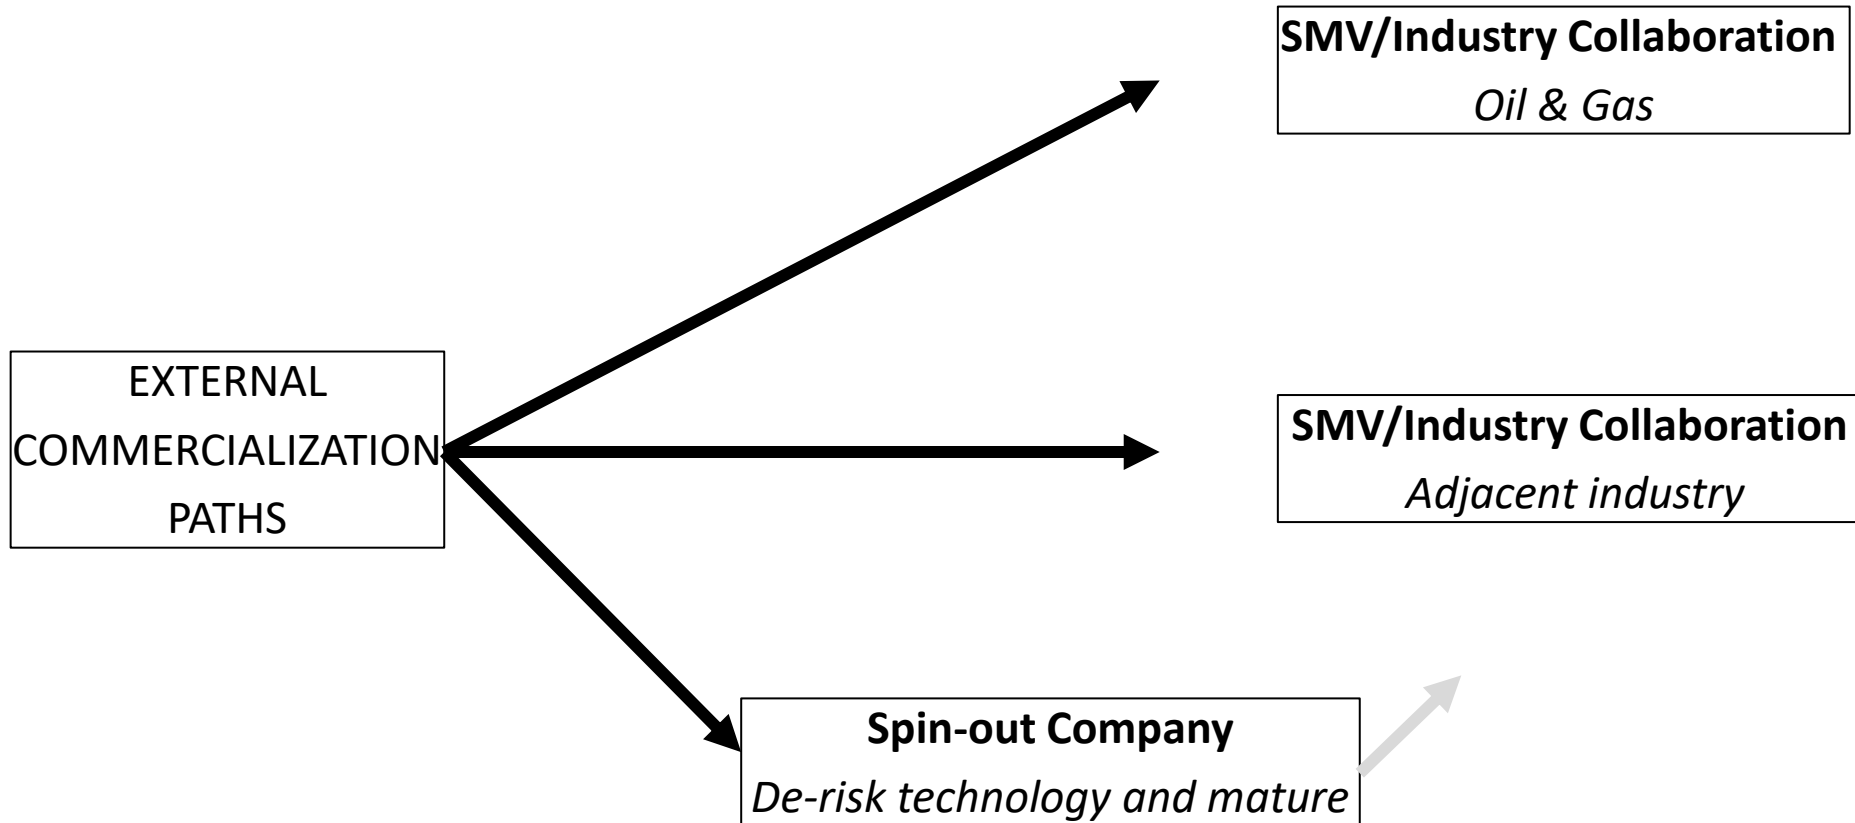 SMV/Industry Collaboration
Oil & Gas
EXTERNAL
COMMERCIALIZATION
PATHS
SMV/Industry Collaboration
Adjacent industry
Spin-out Company
De-risk technology and mature